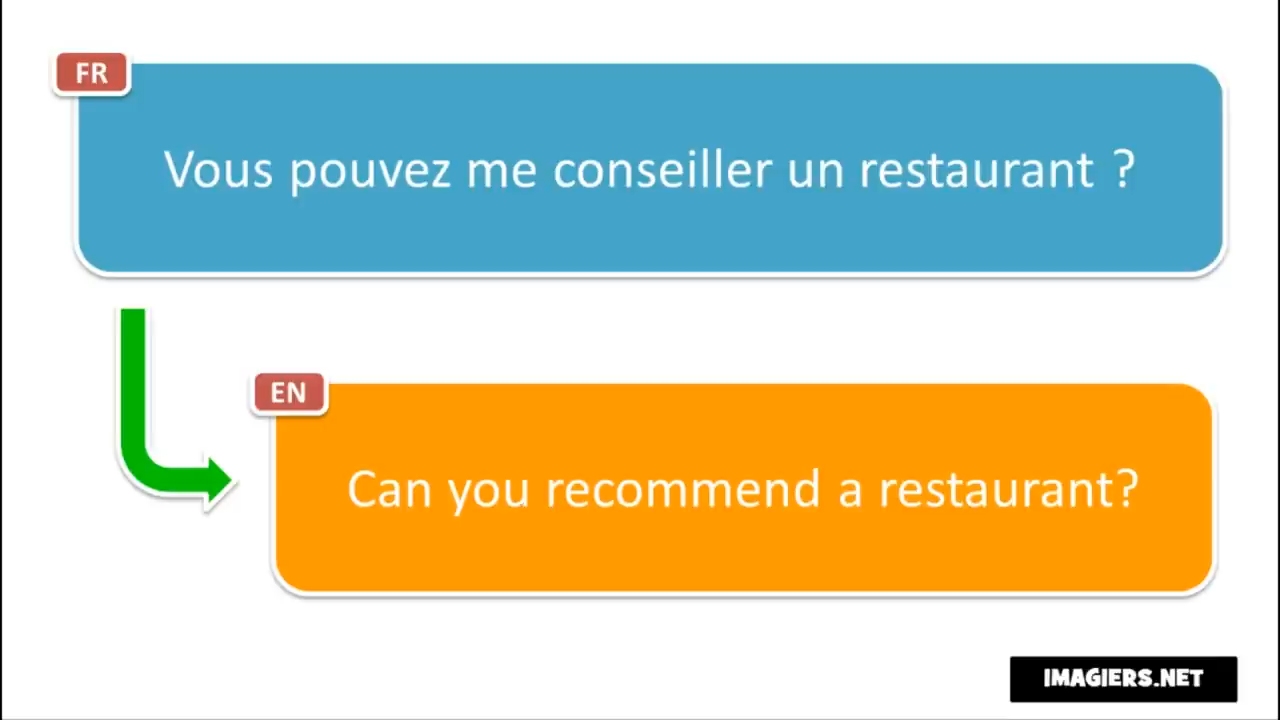 FR
Vous pouvez me conseiller un restaurant ?
EN
Can you recommend a restaurant?
IMAGIERS.NET